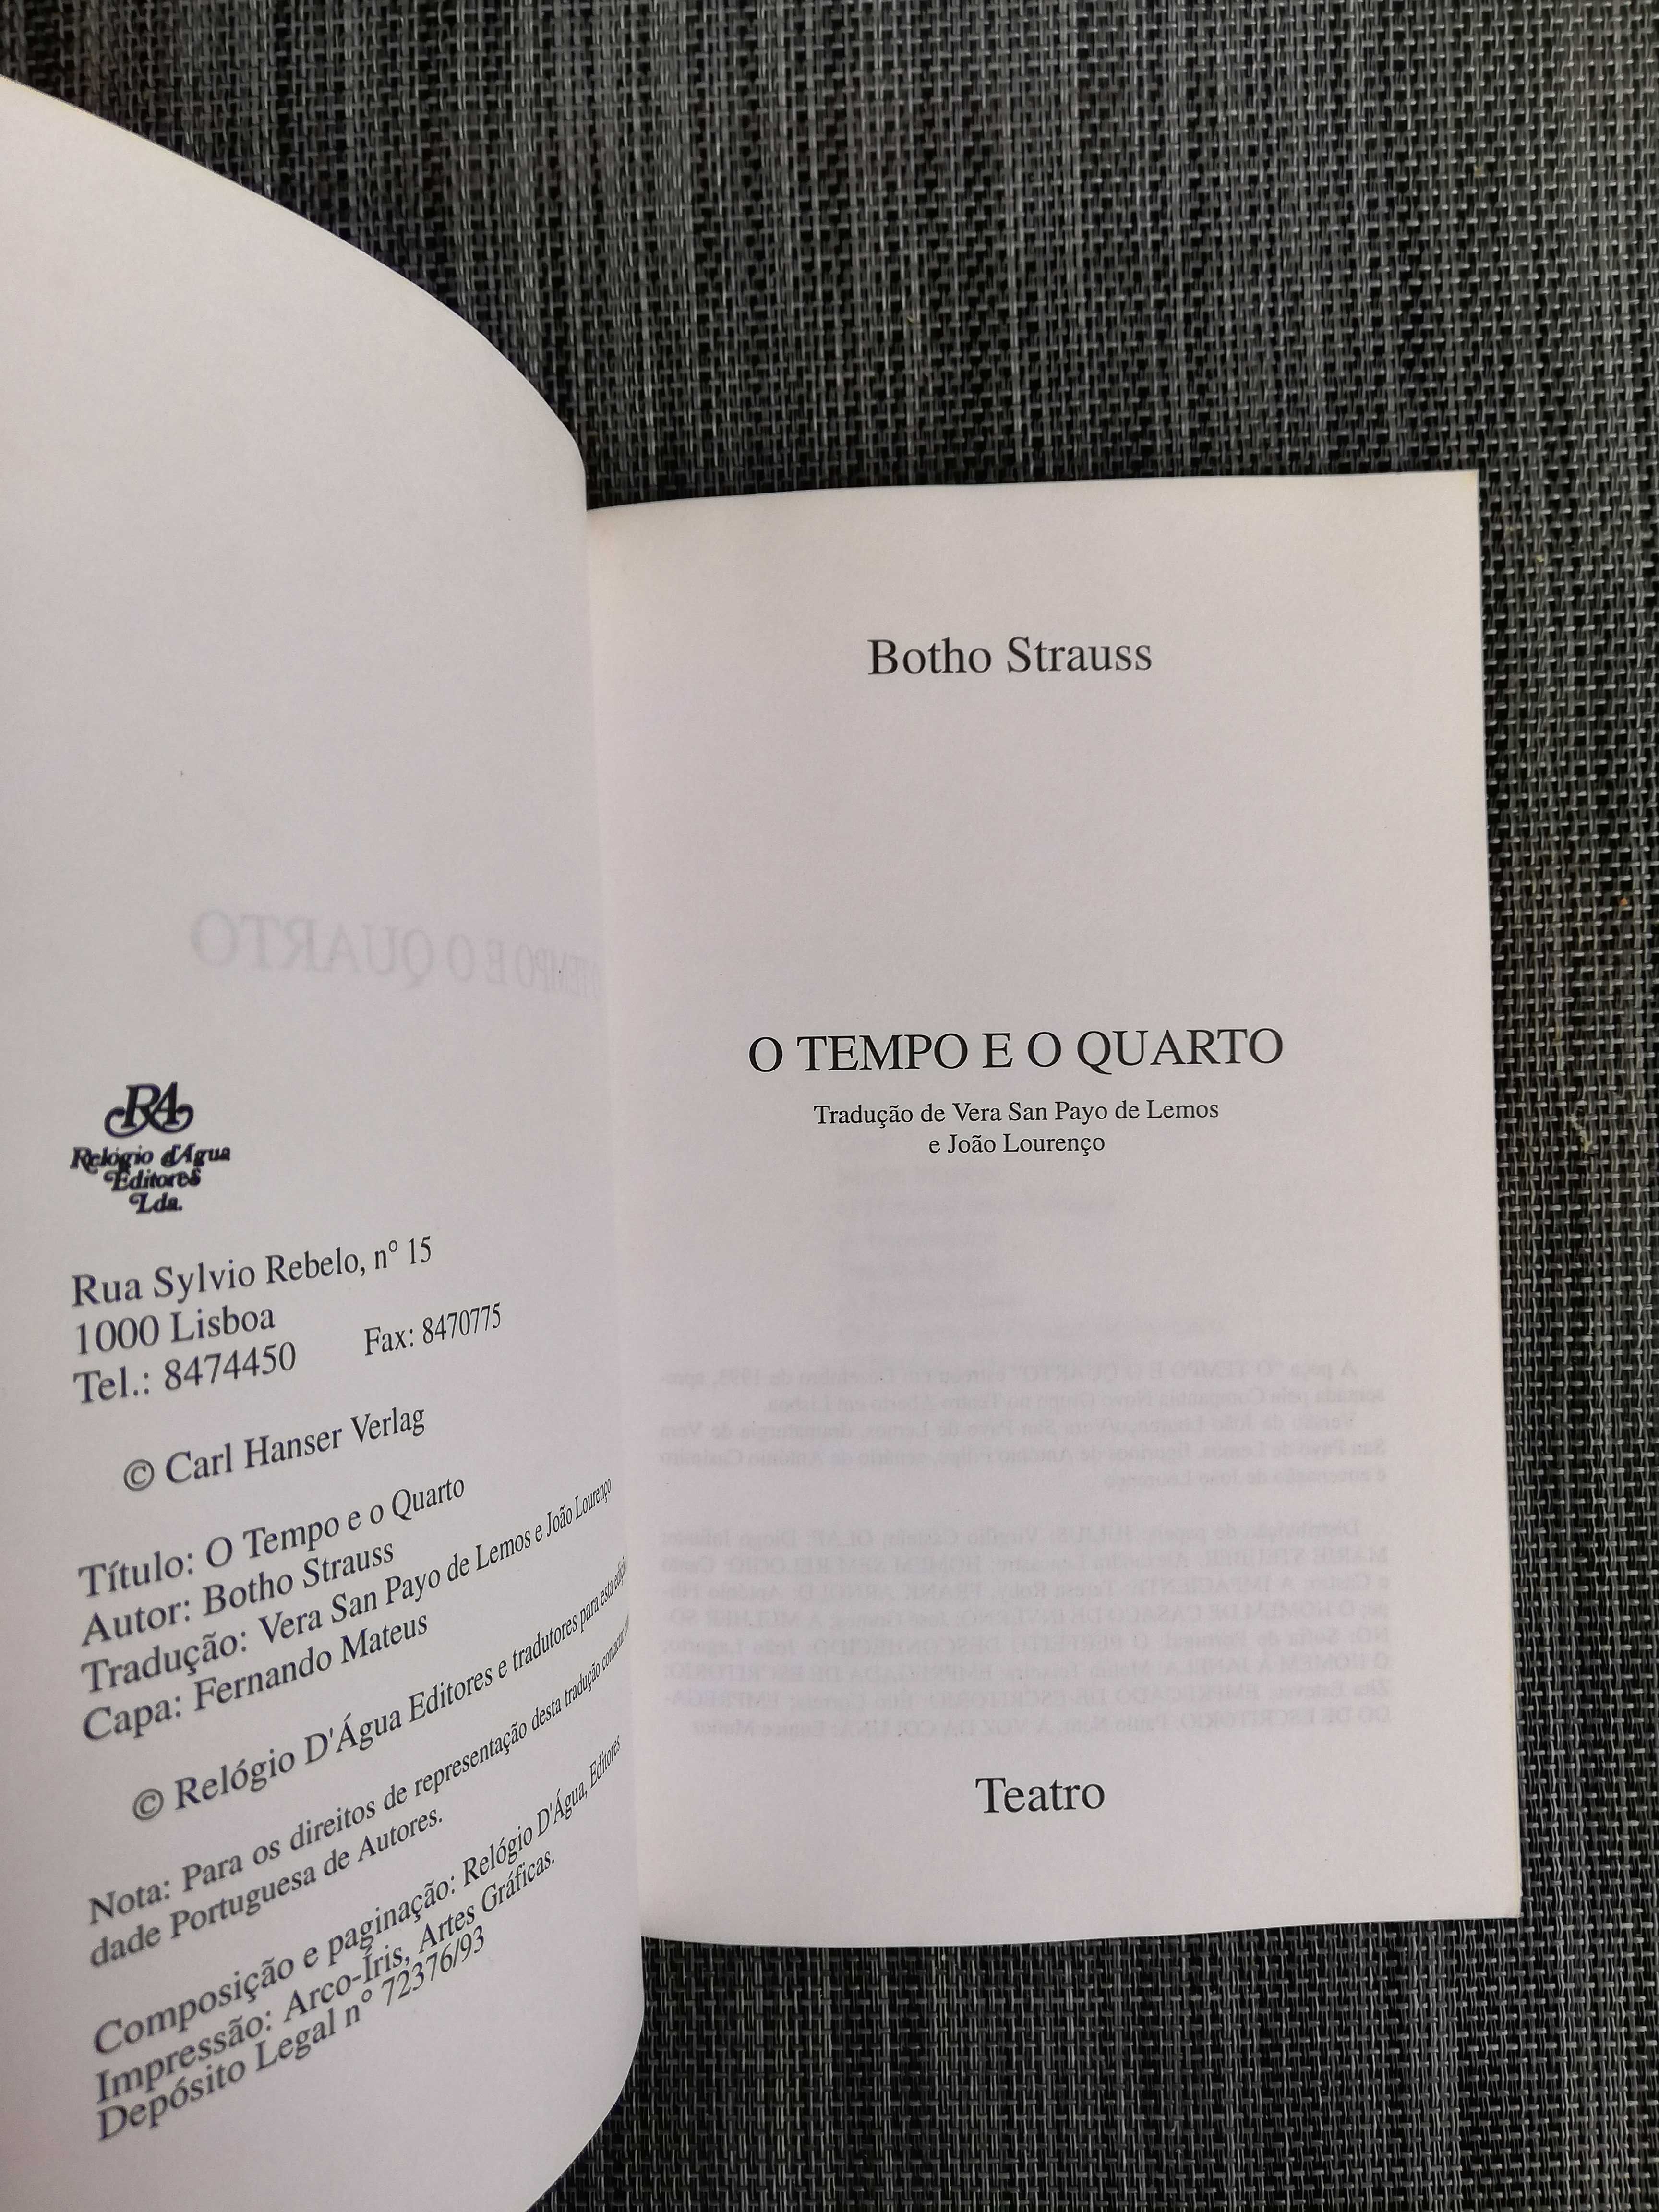 RA
Relógio d'Água
Editores
Lda.
Rua Sylvio Rebelo, nº 15
1000 Lisboa
Tel.: 8474450 Fax: 8470775
© Carl Hanser Verlag
Título: O Tempo e o Quarto
Autor: Botho Strauss
Tradução: Vera San Payo de Lemos e João Lourenço
Capa: Fernando Mateus
© Relógio D'Água Editores e tradutores para esta
Nota: Para os direitos de representação desta tradução contactar
dade Portuguesa de Autores.
Composição e paginação: Relógio D'Água, Editores
Impressão: Arco-Íris, Artes Gráficas.
Depósito Legal nº 72376/93
Botho Strauss
O TEMPO E O QUARTO
Tradução de Vera San Payo de Lemos
e João Lourenço
Teatro